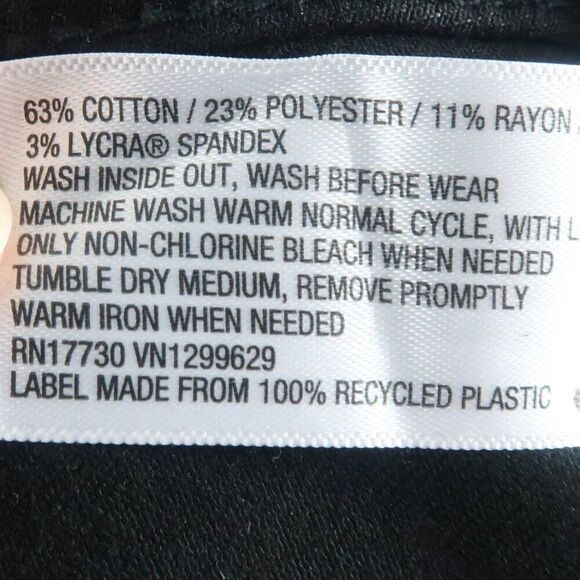 63% COTTON / 23% POLYESTER / 11% RAYON /
3% LYCRA® SPANDEX
WASH INSIDE OUT, WASH BEFORE WEAR
MACHINE WASH WARM NORMAL CYCLE, WITH L
ONLY NON-CHLORINE BLEACH WHEN NEEDED
TUMBLE DRY MEDIUM, REMOVE PROMPTLY
WARM IRON WHEN NEEDED
RN17730 VN1299629
LABEL MADE FROM 100% RECYCLED PLASTIC